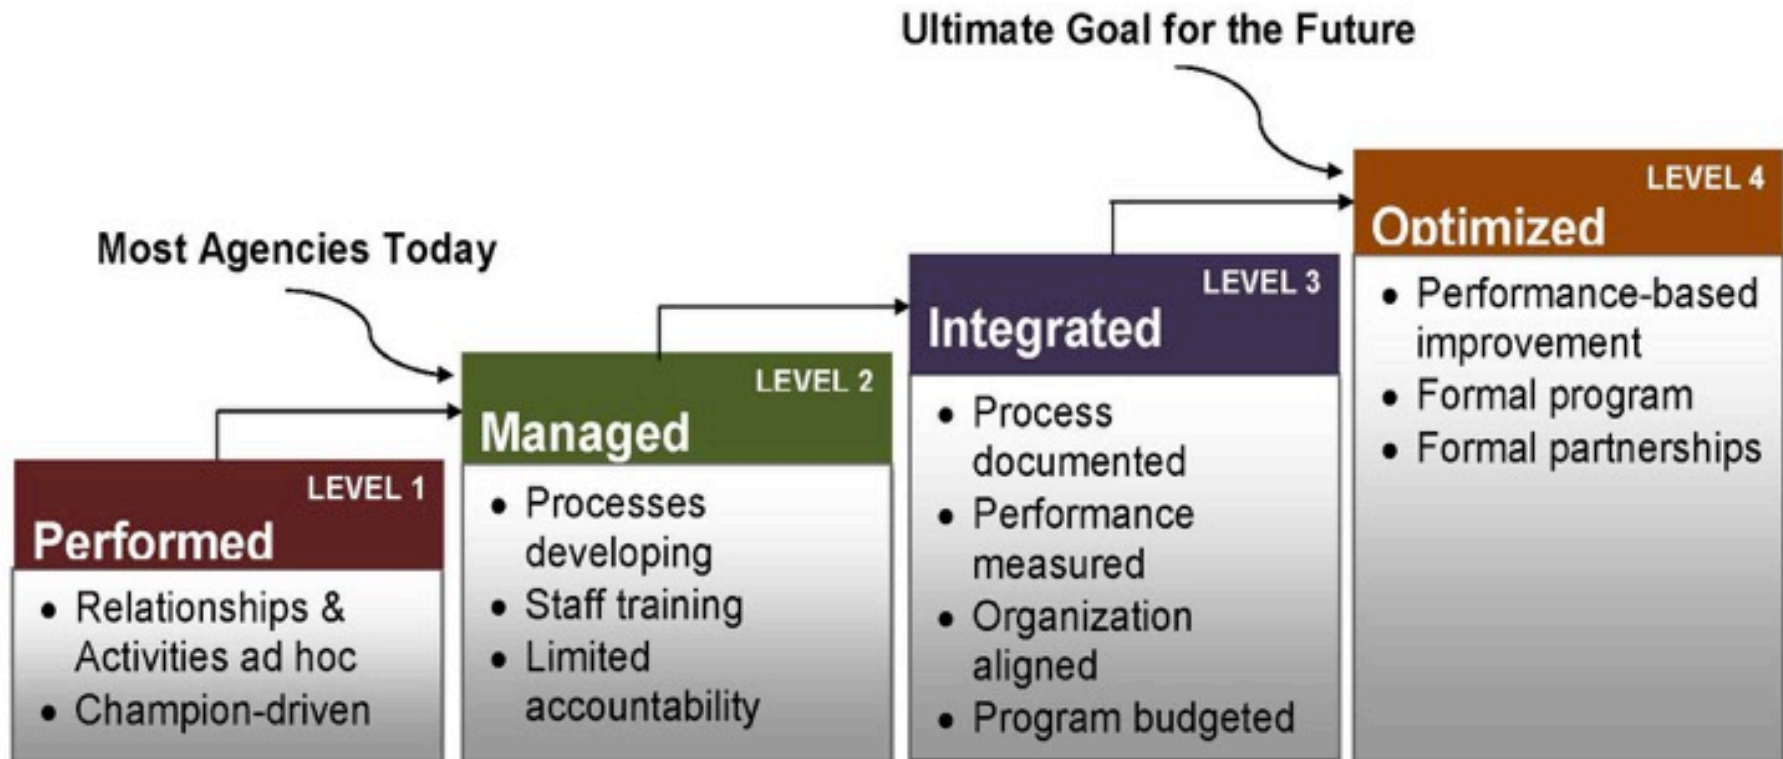 Ultimate Goal for the Future
Most Agencies Today
LEVEL 1
Performed
• Relationships &
Activities ad hoc
• Champion-driven
LEVEL 2
Managed
• Processes
developing
• Staff training
• Limited
accountability
LEVEL 3
Integrated
• Process
documented
• Performance
measured
• Organization
aligned
• Program budgeted
LEVEL 4
Optimized
• Performance-based
improvement
• Formal program
• Formal partnerships